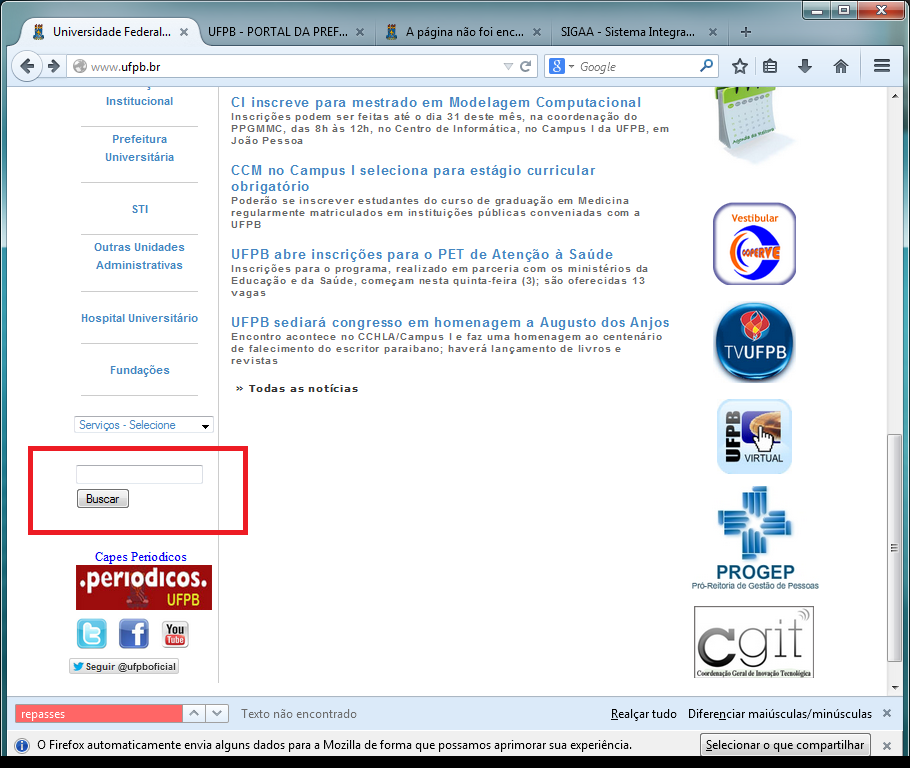 Universidade Federal...
UFPB - PORTAL DA PREF...
A página não foi enc...
SIGAA - Sistema Integra...
www.ufpb.br
Google
Institucional
Prefeitura
Universitária
STI
Outras Unidades
Administrativas
Hospital Universitário
Fundações
Serviços - Selecione
Buscar
Capes Periodicos
.periodicos.
UFPB
You
Tube
Seguir @ufpboficial
CI inscreve para mestrado em Modelagem Computacional
Inscrições podem ser feitas até o dia 31 deste mês, na coordenação do
PPGMMC, das 8h às 12h, no Centro de Informática, no Campus I da UFPB, em
João Pessoa
CCM no Campus I seleciona para estágio curricular
obrigatório
Poderão se inscrever estudantes do curso de graduação em Medicina
regularmente matriculados em instituições públicas conveniadas com a
UFPB
UFPB abre inscrições para o PET de Atenção à Saúde
Inscrições para o programa, realizado em parceria com os ministérios da
Educação e da Saúde, começam nesta quinta-feira (3); são oferecidas 13
vagas
UFPB sediará congresso em homenagem a Augusto dos Anjos
Encontro acontece no CCHLA/Campus I e faz uma homenagem ao centenário
de falecimento do escritor paraibano; haverá lançamento de livros e
revistas
» Todas as notícias
Agenda da Reitora
Vestibular
COOPERVE
TVUFPB
UFPB
VIRTUAL
PROGEP
Pró-Reitoria de Gestão de Pessoas
cgit
Coordenação Geral de Inovação Tecnológica
repasses
Texto não encontrado
Realçar tudo
Diferenciar maiúsculas/minúsculas
O Firefox automaticamente envia alguns dados para a Mozilla de forma que possamos aprimorar sua experiência.
Selecionar o que compartilhar